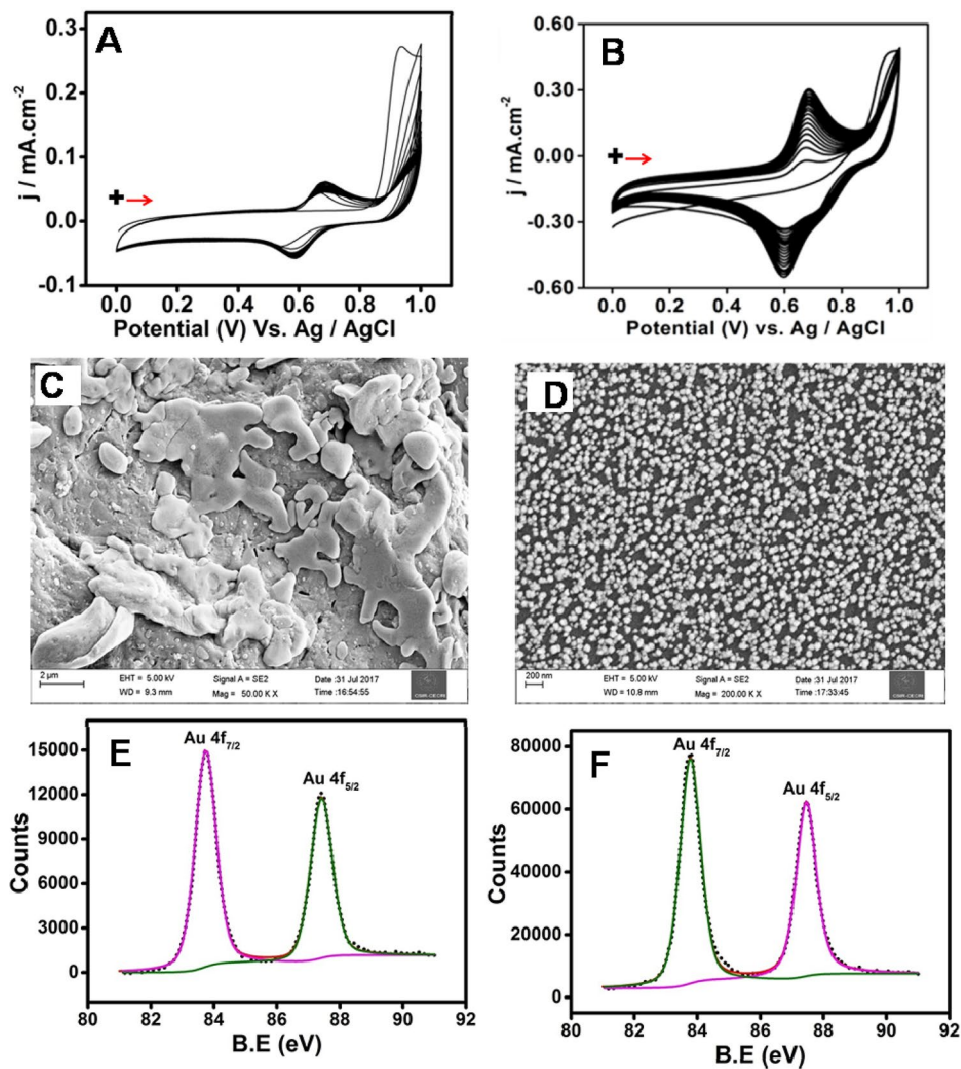 A
0.3
0.2
0.1
0.0
-0.1
j / mA.cm-2
+
0.0 0.2 0.4 0.6 0.8 1.0
Potential (V) Vs. Ag / AgCl
B
0.60
0.30
0.00
-0.30
-0.60
j / mA.cm-2
+
0.0 0.2 0.4 0.6 0.8 1.0
Potential (V) vs. Ag / AgCl
C
2 µm
EHT = 5.00 kV Signal A = SE2 Date :31 Jul 2017
WD = 9.3 mm Mag = 50.00 K X Time :16:54:55
D
200 nm
EHT = 5.00 kV Signal A = SE2 Date :31 Jul 2017
WD = 10.8 mm Mag = 200.00 K X Time :17:33:45
E
Au 4f7/2
Au 4f5/2
15000
12000
9000
6000
3000
0
Counts
80 82 84 86 88 90 92
B.E (eV)
F
Au 4f7/2
Au 4f5/2
80000
60000
40000
20000
0
Counts
80 82 84 86 88 90 92
B.E (eV)